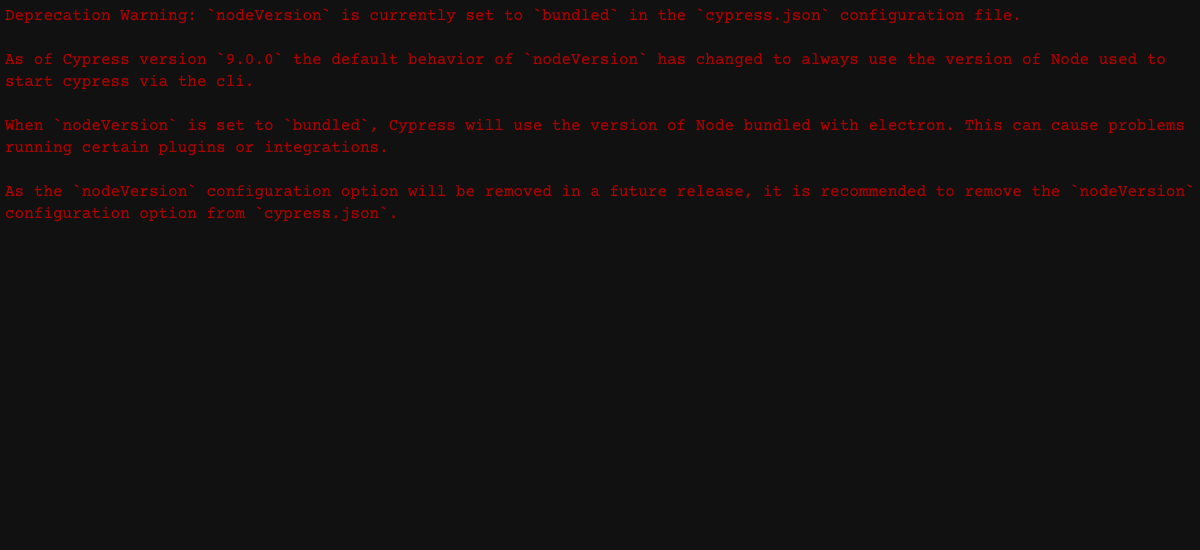 Deprecation Warning: `nodeVersion` is currently set to `bundled` in the `cypress.json` configuration file.
As of Cypress version `9.0.0` the default behavior of `nodeVersion` has changed to always use the version of Node used to
start cypress via the cli.
When `nodeVersion` is set to `bundled`, Cypress will use the version of Node bundled with electron. This can cause problems
running certain plugins or integrations.
As the `nodeVersion` configuration option will be removed in a future release, it is recommended to remove the `nodeVersion`
configuration option from `cypress.json`.